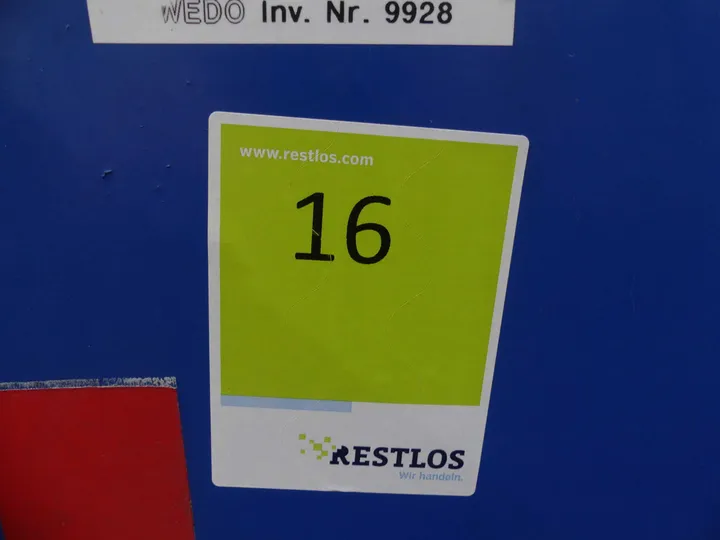 WEDO Inv. Nr. 9928
www.restlos.com
16
RESTLOS
Wir handeln.